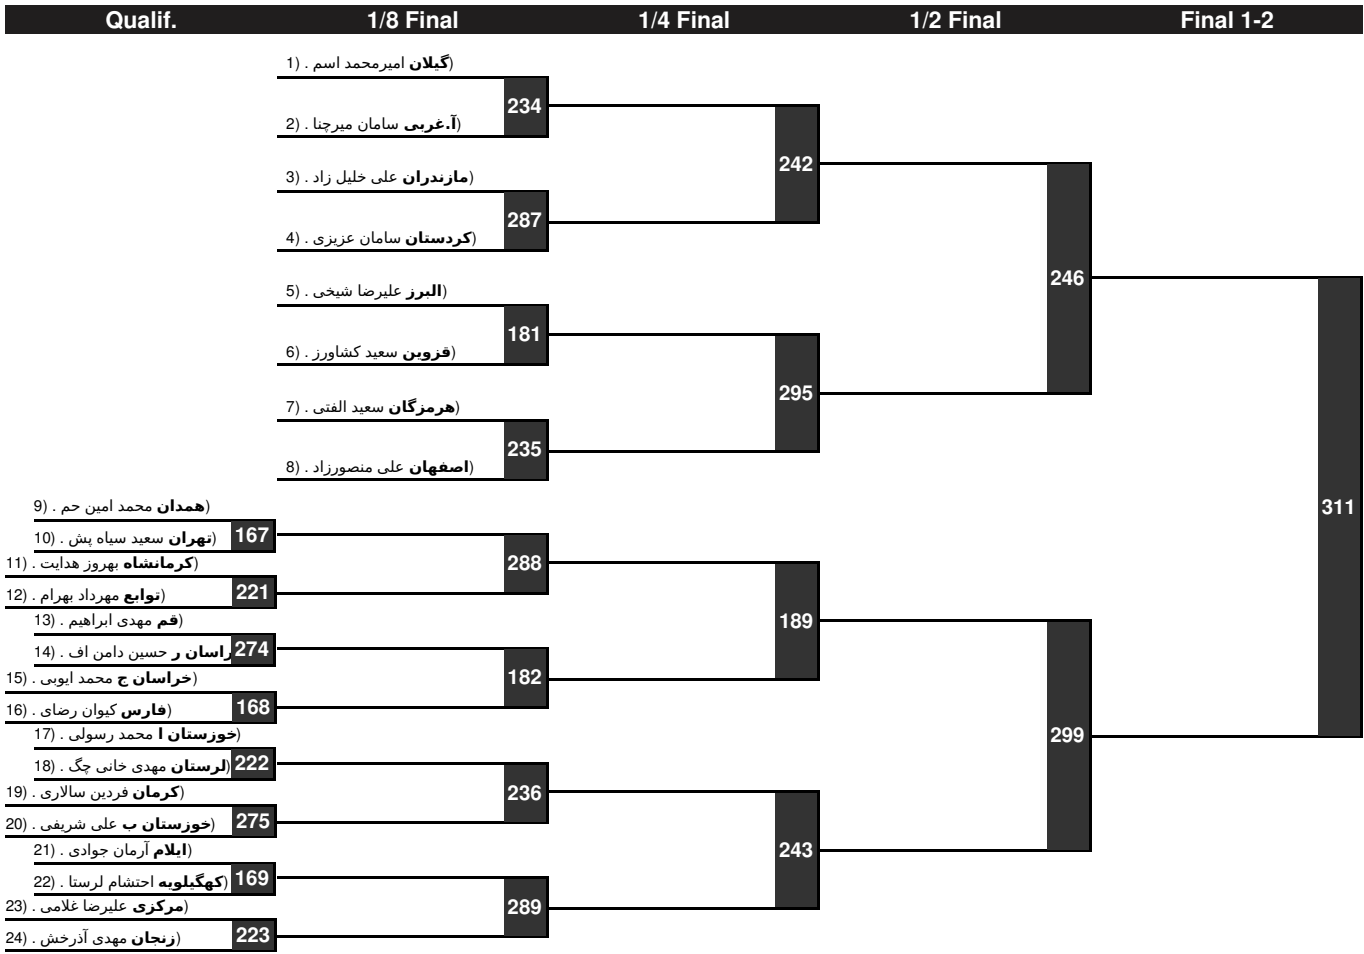 Qualif. 1/8 Final 1/4 Final 1/2 Final Final 1-2
1) . امیرمحمد اسم (گیلان)
234
2) . سامان میرچنا (آ.غربی)
242
3) . علی خلیل زاد (مازندران)
287
4) . سامان عزیزی (کردستان)
246
5) . علیرضا شیخی (البرز)
181
6) . سعید کشاورز (قزوین)
295
7) . سعید الفتی (هرمزگان)
235
8) . علی منصورزاد (اصفهان)
9) . محمد امین حم (همدان)
311
167
10) . سعید سیاه پش (تهران)
11) . بهروز هدایت (کرمانشاه)
288
221
12) . مهرداد بهرام (توابع)
13) . مهدی ابراهیم (قم)
189
274
14) . حسین دامن اف راسان ر
15) . محمد ایوبی (خراسان ج)
182
168
16) . کیوان رضای (فارس)
17) . محمد رسولی (خوزستان ا)
299
222
18) . مهدی خانی چگ (لرستان)
19) . فردین سالاری (کرمان)
236
275
20) . علی شریفی (خوزستان ب)
21) . آرمان جوادی (ایلام)
243
169
22) . احتشام لرستا (کهگیلویه)
23) . علیرضا غلامی (مرکزی)
289
223
24) . مهدی آذرخش (زنجان)